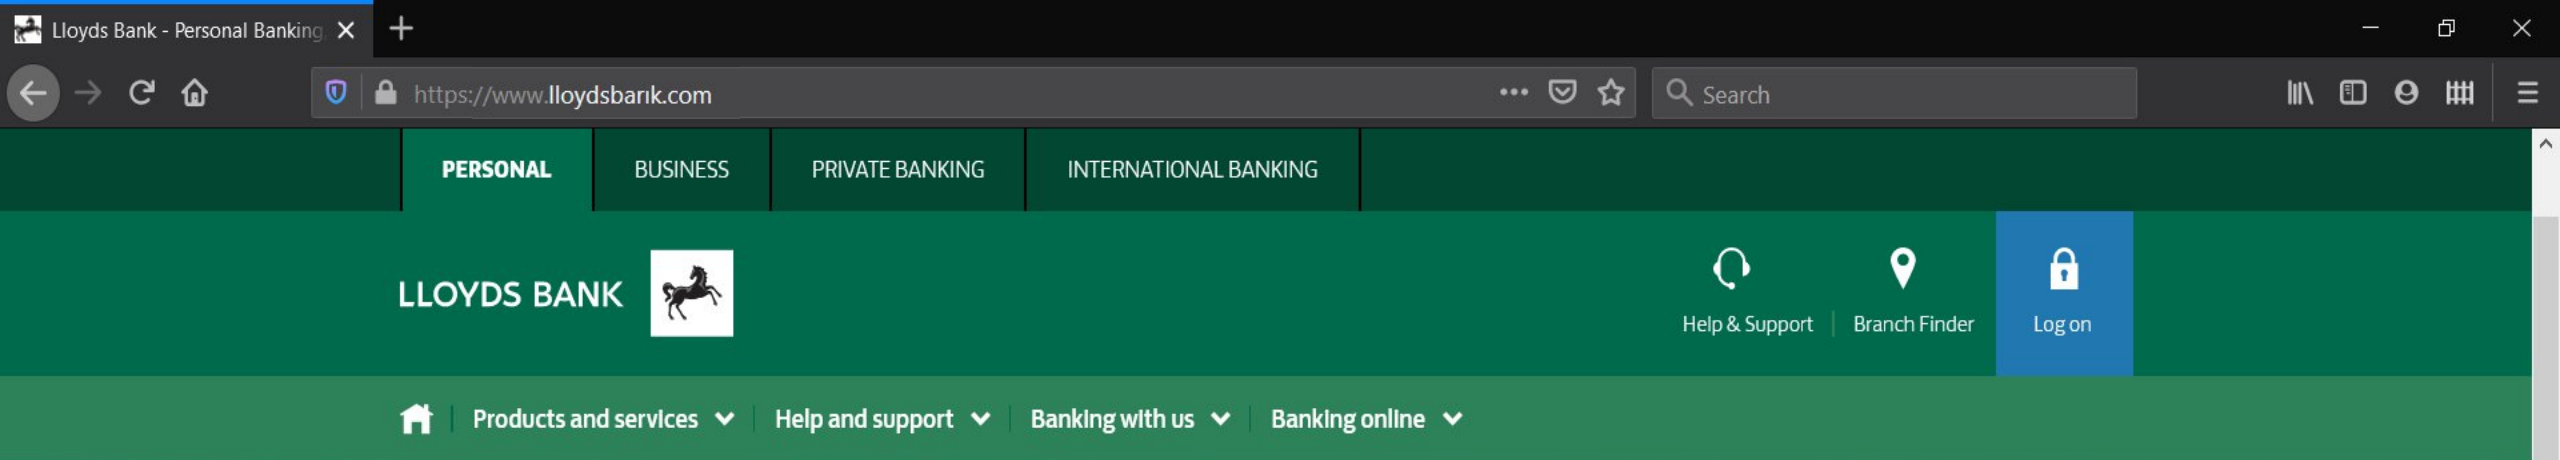 Lloyds Bank - Personal Banking,
https://www.lloydsbarık.com
Search
PERSONAL BUSINESS PRIVATE BANKING INTERNATIONAL BANKING
LLOYDS BANK
Help & Support Branch Finder Log on
Products and services Help and support Banking with us Banking online